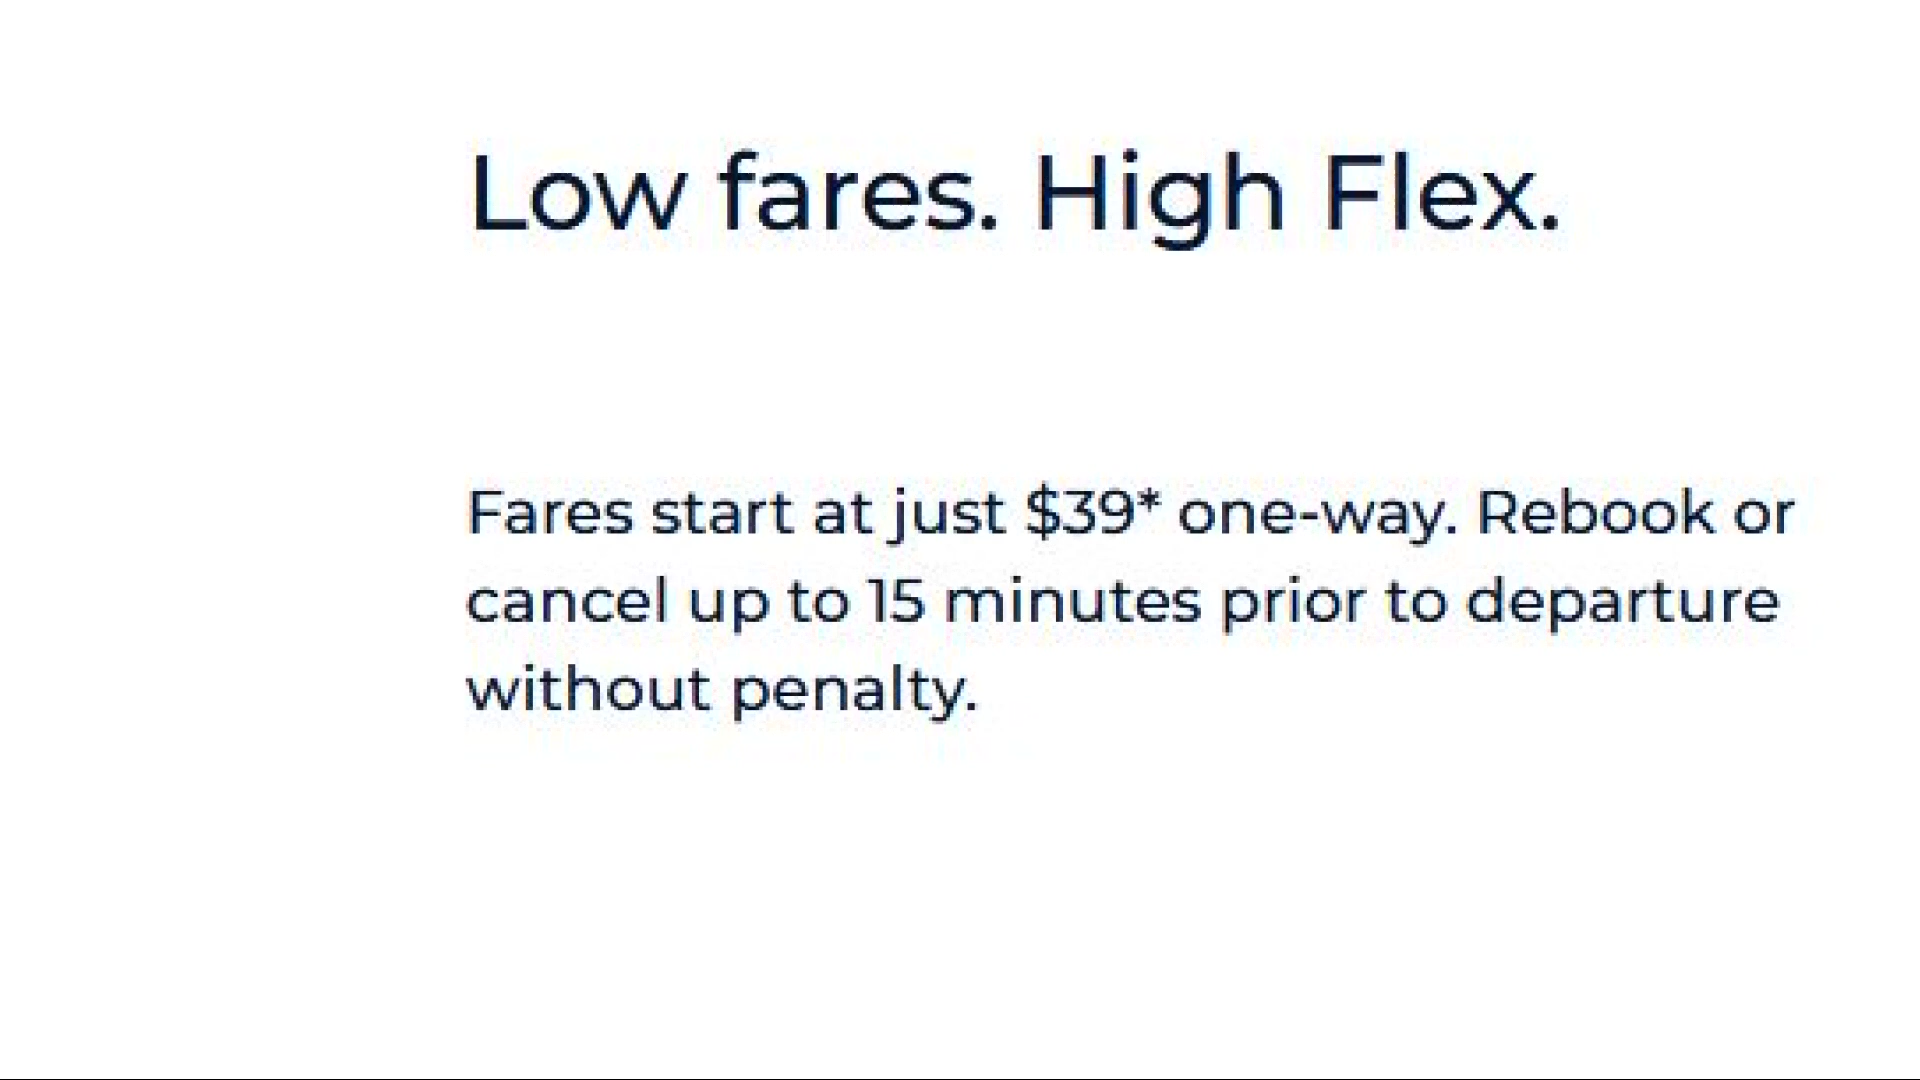 Low fares. High Flex.
Fares start at just $39* one-way. Rebook or
cancel up to 15 minutes prior to departure
without penalty.